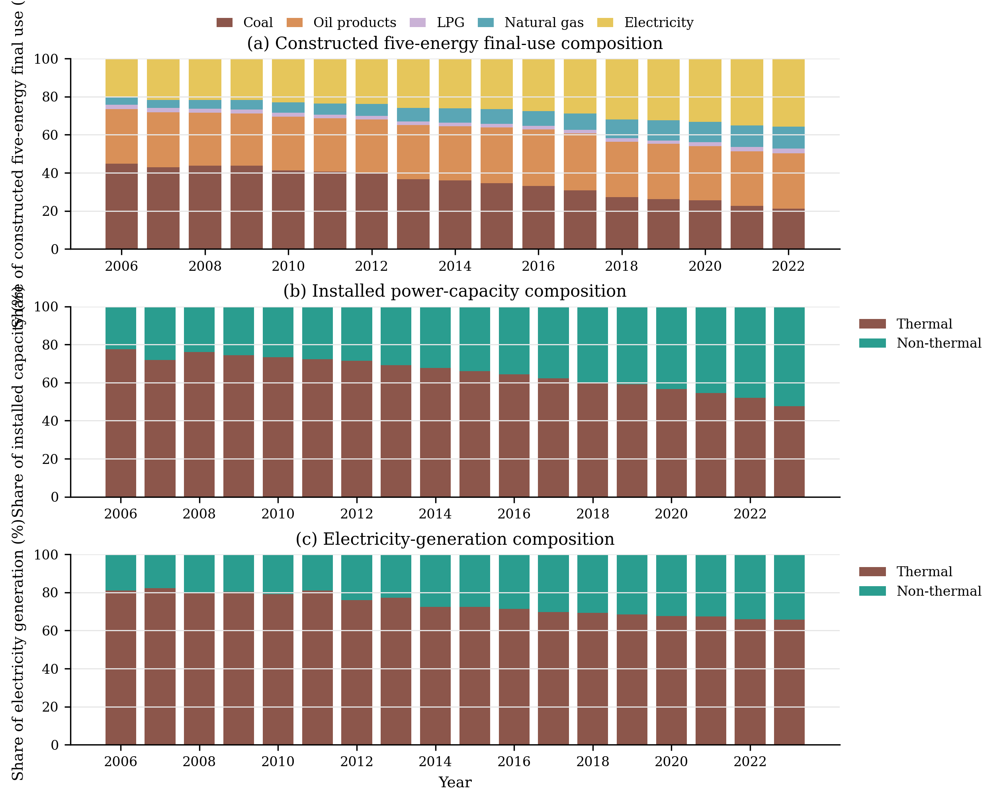 Coal Oil products LPG Natural gas Electricity
(a) Constructed five-energy final-use composition
Share of constructed five-energy final use (
100
80
60
40
20
0
2006 2008 2010 2012 2014 2016 2018 2020 2022
(b) Installed power-capacity composition
Share of installed capacity (%)
100
80
60
40
20
0
2006 2008 2010 2012 2014 2016 2018 2020 2022
Thermal
Non-thermal
(c) Electricity-generation composition
Share of electricity generation (%)
100
80
60
40
20
0
2006 2008 2010 2012 2014 2016 2018 2020 2022
Year
Thermal
Non-thermal